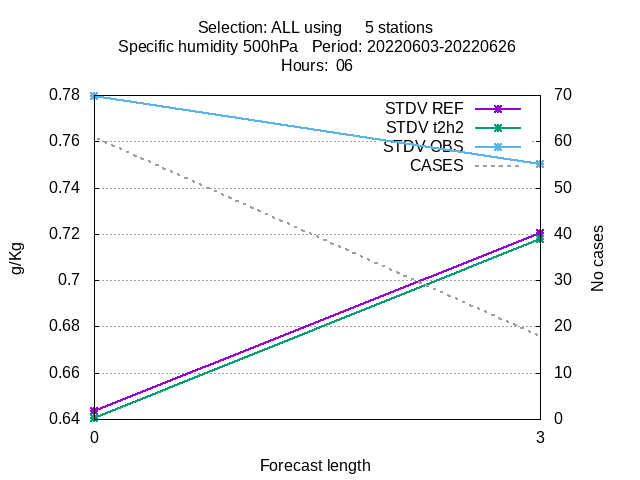 Selection: ALL using 5 stations
Specific humidity 500hPa Period: 20220603-20220626
Hours: 06
0.78
0.76
0.74
0.72
0.7
0.68
0.66
0.64
70
60
50
40
30
20
10
0
STDV REF
STDV t2h2
STDV OBS
CASES
g/Kg
No cases
0
3
Forecast length